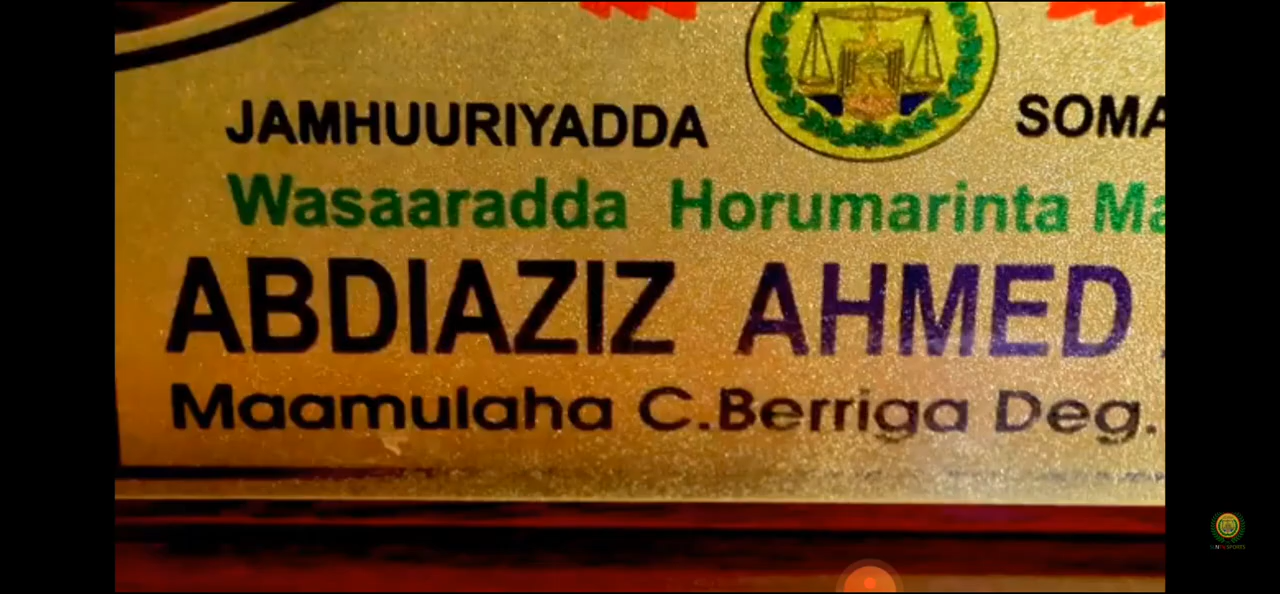 JAMHUURIYADDA SOMA
Wasaaradda Horumarinta Ma
ABDIAZIZ AHMED
Maamulaha C.Berriga Deg.